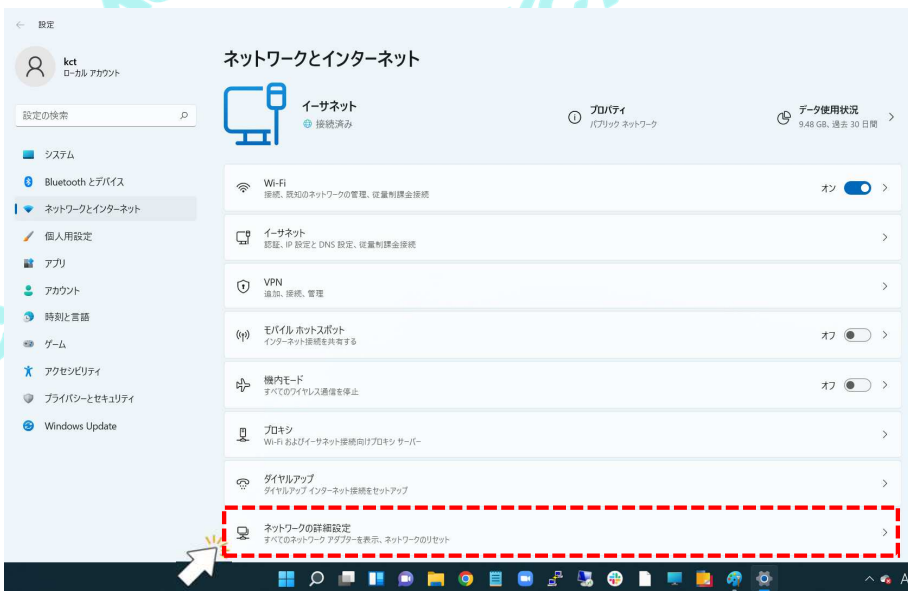 設定
kct
ローカル アカウント
設定の検索
システム
Bluetooth とデバイス
ネットワークとインターネット
個人用設定
アプリ
アカウント
時刻と言語
ゲーム
アクセシビリティ
プライバシーとセキュリティ
Windows Update
ネットワークとインターネット
イーサネット
接続済み
プロパティ
パブリック ネットワーク
データ使用状況
9.48 GB、過去 30 日間
Wi-Fi
接続、既知のネットワークの管理、従量制課金接続
オン
イーサネット
認証、IP 設定と DNS 設定、従量制課金接続
VPN
追加、接続、管理
モバイル ホットスポット
インターネット接続を共有する
オフ
機内モード
すべてのワイヤレス通信を停止
オフ
プロキシ
Wi-Fi およびイーサネット接続向けプロキシ サーバー
ダイヤルアップ
ダイヤルアップ インターネット接続をセットアップ
ネットワークの詳細設定
すべてのネットワーク アダプターを表示、ネットワークのリセット
A